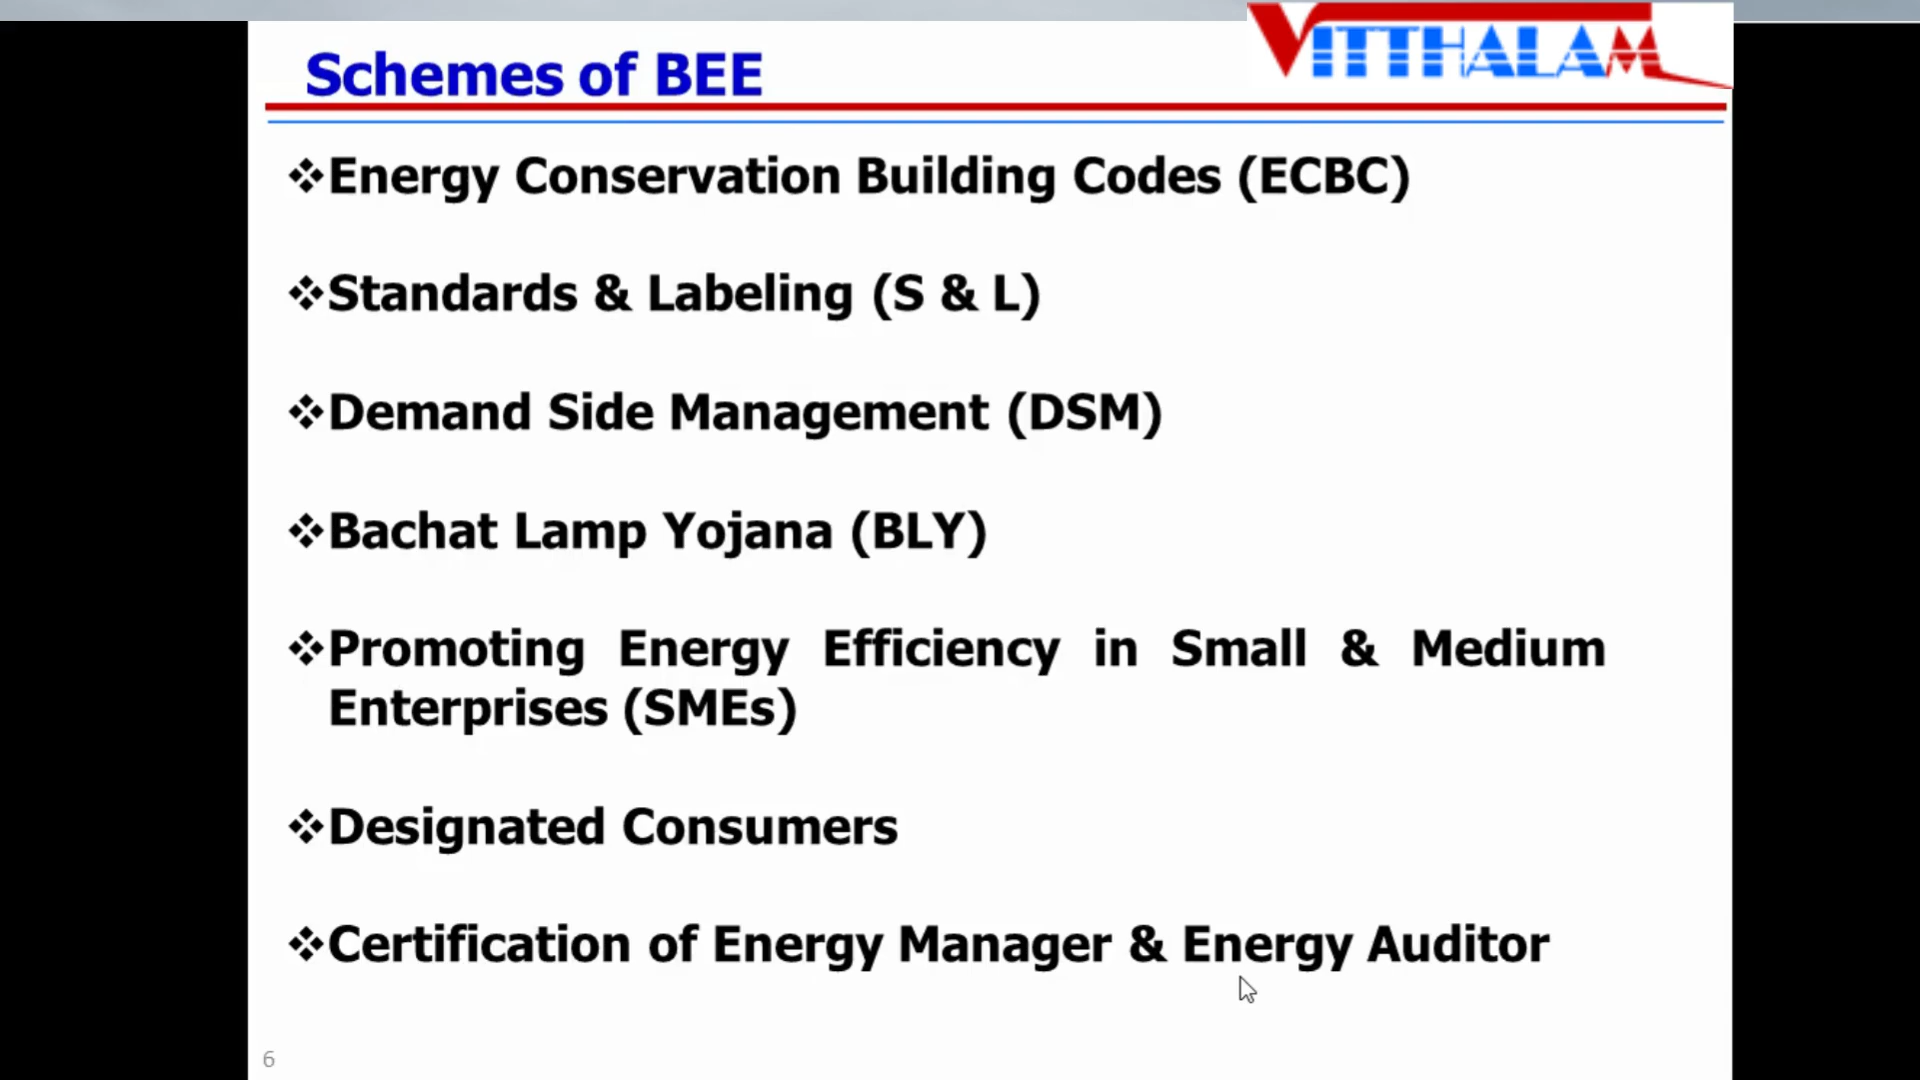 VITTHALAM
Schemes of BEE
❖Energy Conservation Building Codes (ECBC)
❖Standards & Labeling (S & L)
❖Demand Side Management (DSM)
❖Bachat Lamp Yojana (BLY)
❖Promoting Energy Efficiency in Small & Medium
Enterprises (SMEs)
❖Designated Consumers
❖Certification of Energy Manager & Energy Auditor
6